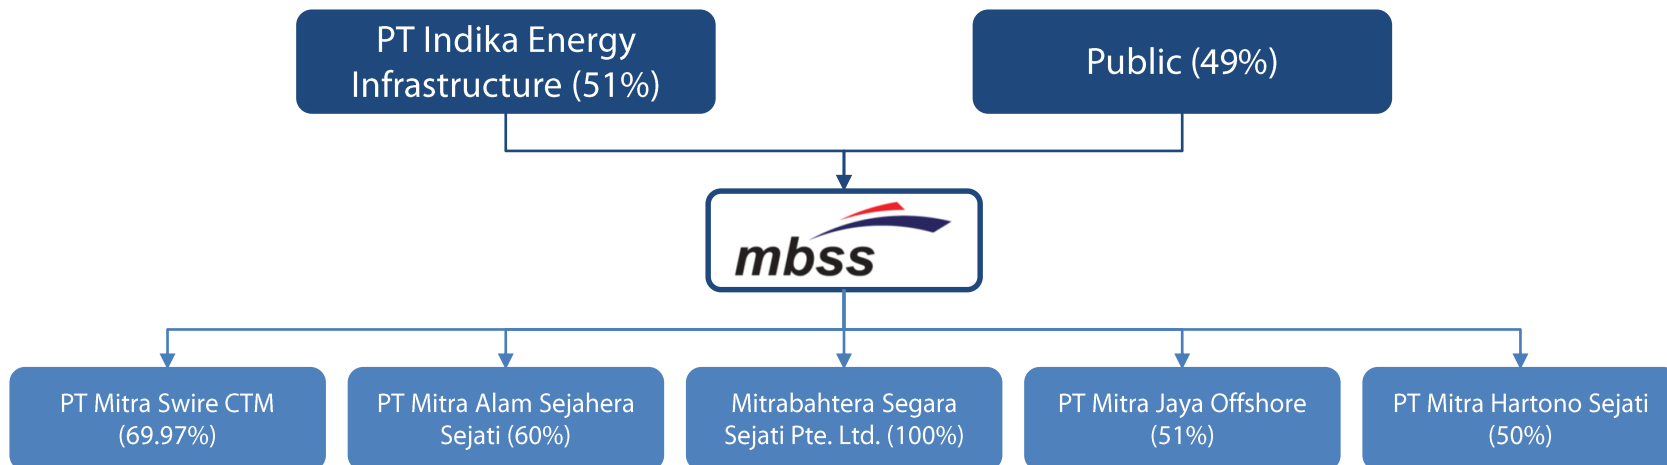 PT Indika Energy
Infrastructure (51%)
Public (49%)
mbss
PT Mitra Swire CTM
(69.97%)
PT Mitra Alam Sejahera
Sejati (60%)
Mitrabahtera Segara
Sejati Pte. Ltd. (100%)
PT Mitra Jaya Offshore
(51%)
PT Mitra Hartono Sejati
(50%)